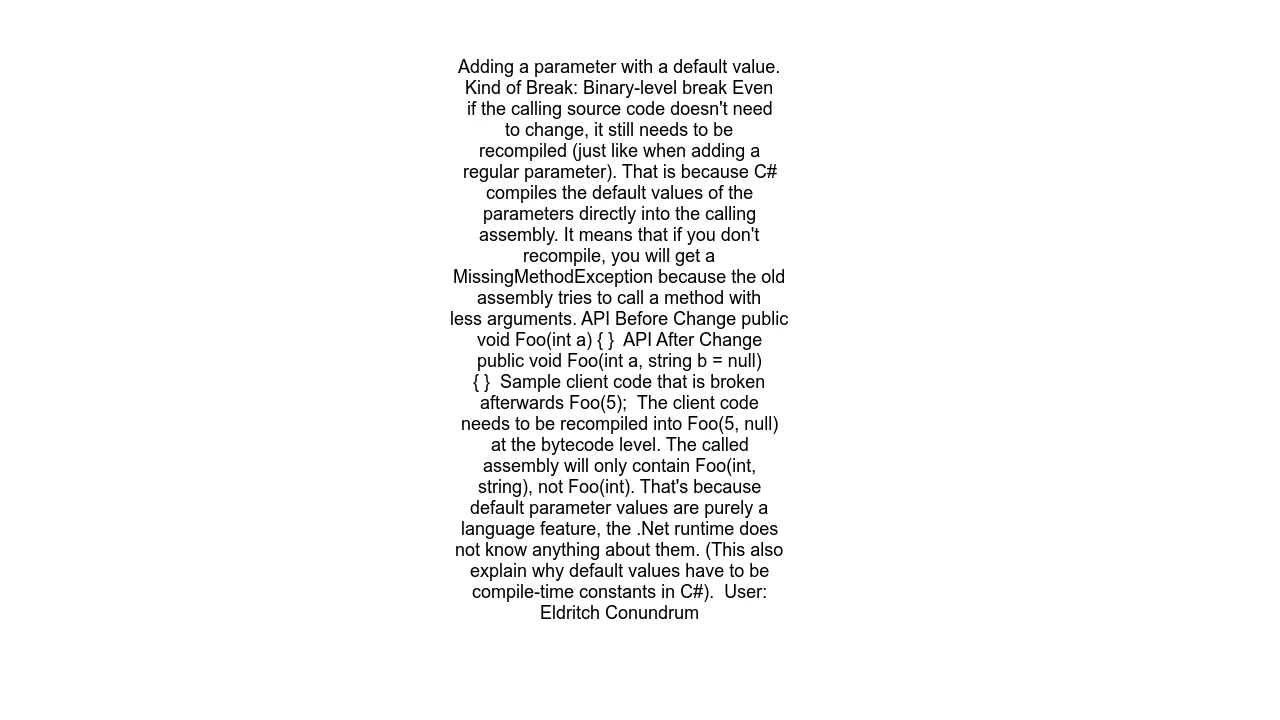 Adding a parameter with a default value.
Kind of Break: Binary-level break Even
if the calling source code doesn't need
to change, it still needs to be
recompiled (just like when adding a
regular parameter). That is because C#
compiles the default values of the
parameters directly into the calling
assembly. It means that if you don't
recompile, you will get a
MissingMethodException because the old
assembly tries to call a method with
less arguments. API Before Change public
void Foo(int a) { }  API After Change
public void Foo(int a, string b = null)
{ }  Sample client code that is broken
afterwards Foo(5);  The client code
needs to be recompiled into Foo(5, null)
at the bytecode level. The called
assembly will only contain Foo(int,
string), not Foo(int). That's because
default parameter values are purely a
language feature, the .Net runtime does
not know anything about them. (This also
explain why default values have to be
compile-time constants in C#).  User:
Eldritch Conundrum